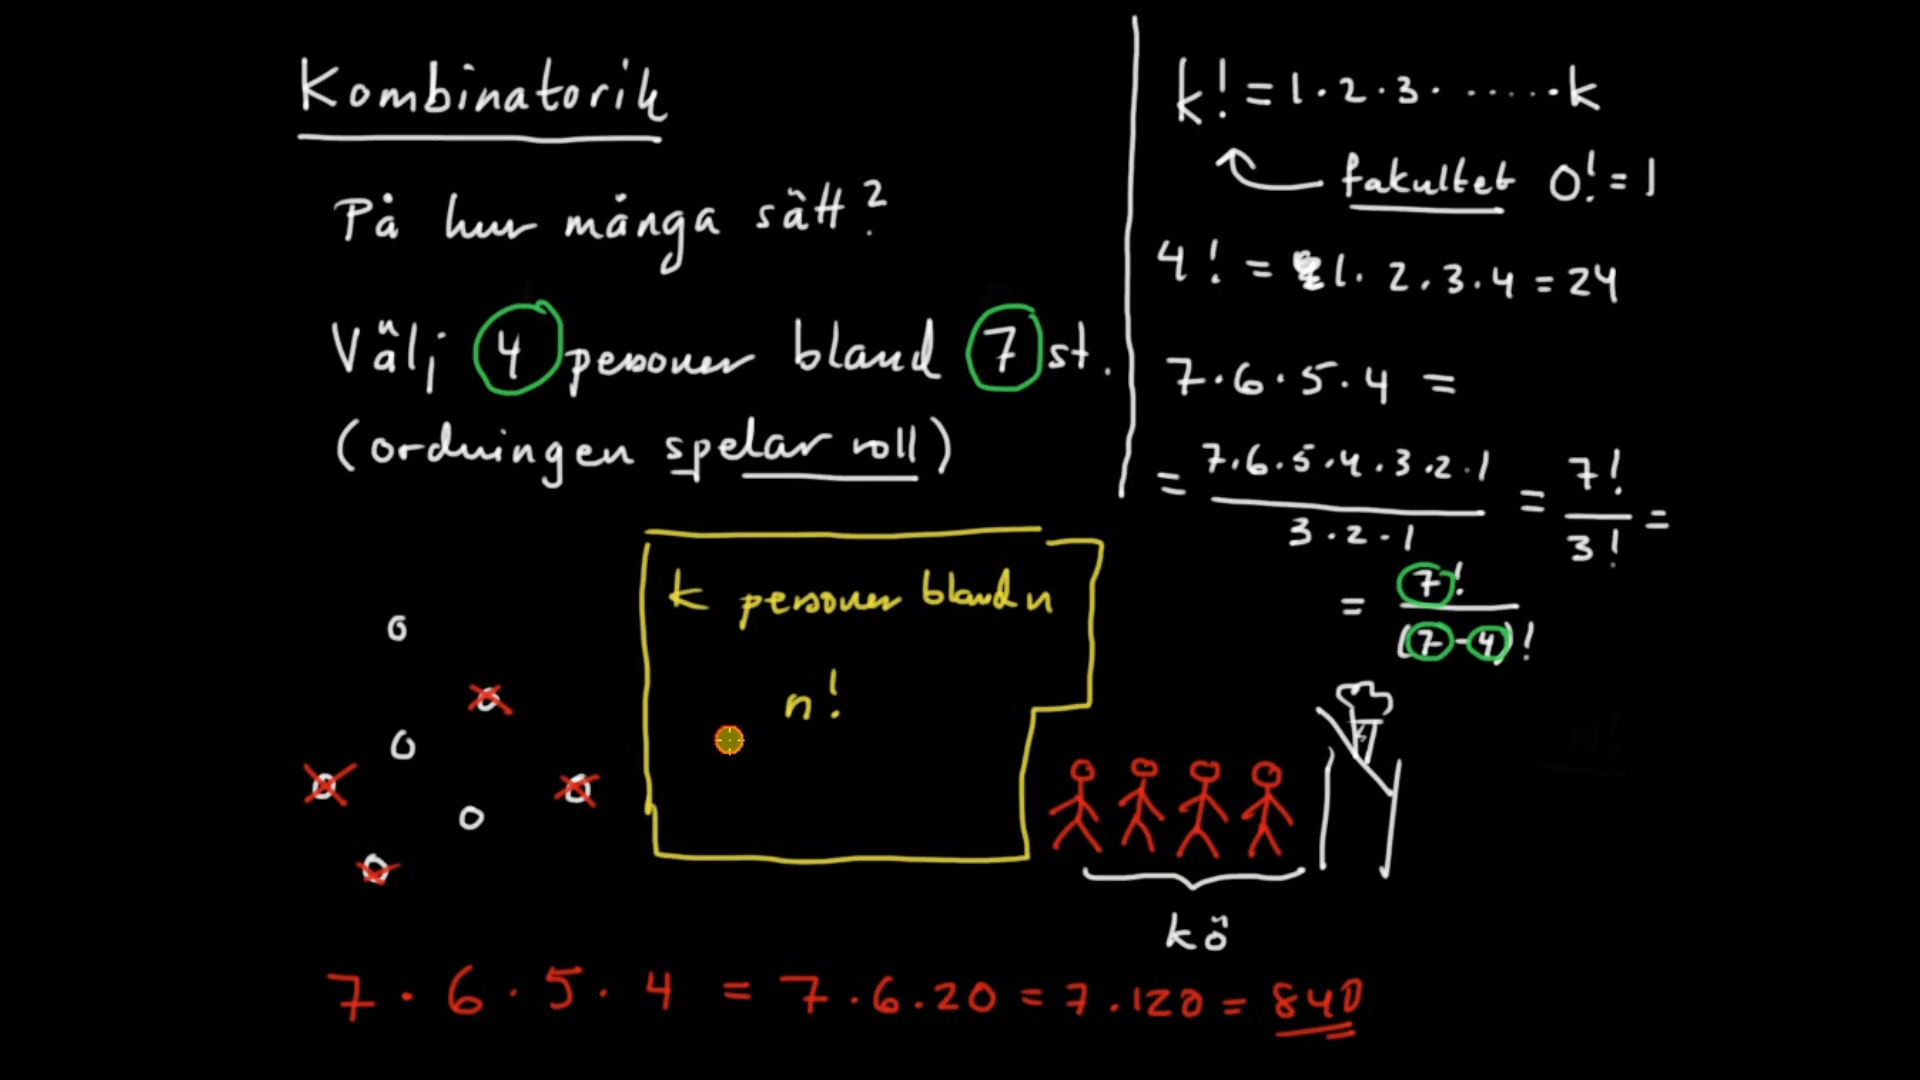 Kombinatorik
På hur många sätt?
Välj 4 personer bland 7 st.
(ordningen spelar roll)
k! = 1·2·3· ·····k
fakultet 0! = 1
4! = 1·2·3·4 = 24
7·6·5·4 =
= 7·6·5·4·3·2·1 / 3·2·1 = 7! / 3! =
= 7! / (7-4)!
k personer bland n
n!
kö
7·6·5·4 = 7·6·20 = 7·120 = 840